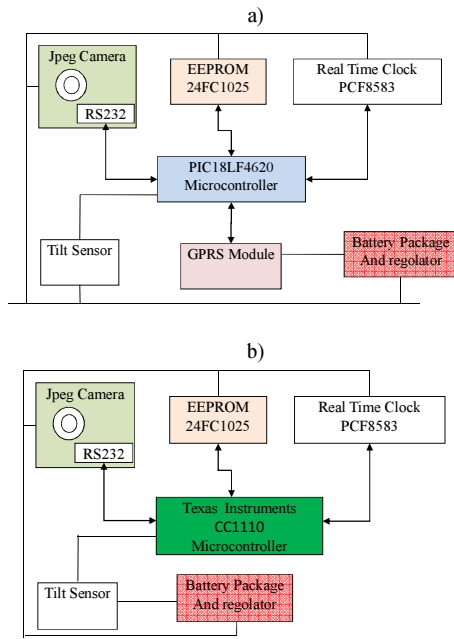 a)
Jpeg Camera
RS232
EEPROM
24FC1025
Real Time Clock
PCF8583
PIC18LF4620
Microcontroller
Tilt Sensor
GPRS Module
Battery Package
And regolator
b)
Jpeg Camera
RS232
EEPROM
24FC1025
Real Time Clock
PCF8583
Texas Instruments
CC1110
Microcontroller
Tilt Sensor
Battery Package
And regolator